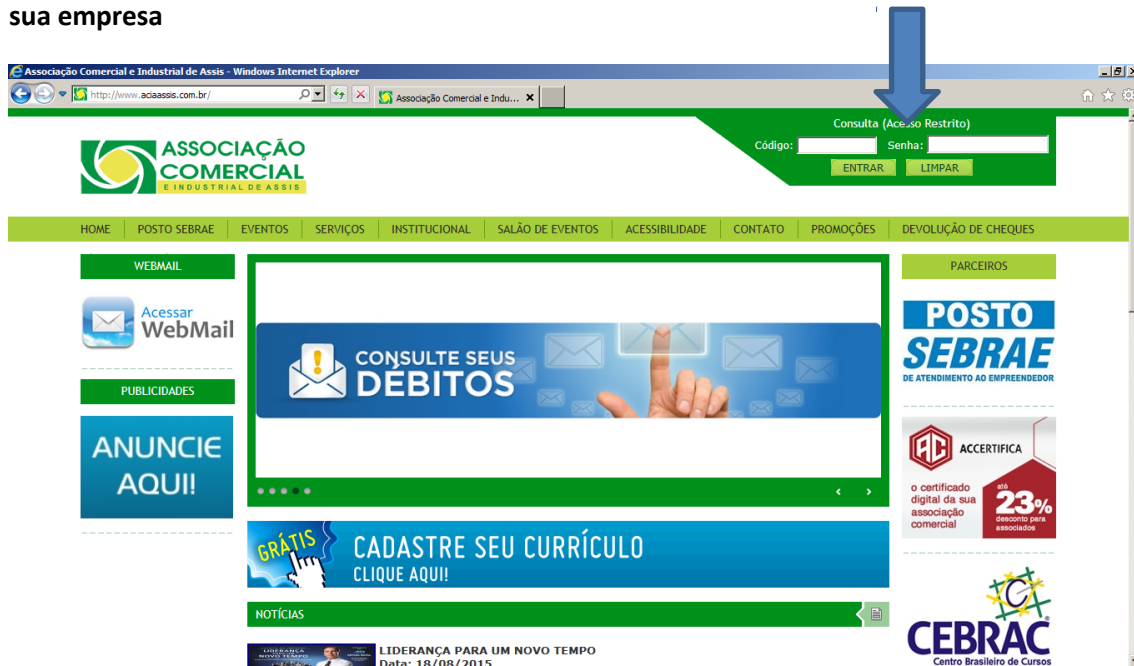 sua empresa
Associação Comercial e Industrial de Assis - Windows Internet Explorer
http://www.aciaassis.com.br/
Associação Comercial e Indu...
Consulta (Acesso Restrito)
Código:
Senha:
ENTRAR
LIMPAR
ASSOCIAÇÃO
COMERCIAL
E INDUSTRIAL DE ASSIS
HOME
POSTO SEBRAE
EVENTOS
SERVIÇOS
INSTITUCIONAL
SALÃO DE EVENTOS
ACESSIBILIDADE
CONTATO
PROMOÇÕES
DEVOLUÇÃO DE CHEQUES
WEBMAIL
Acessar
WebMail
PUBLICIDADES
ANUNCIE
AQUI!
CONSULTE SEUS
DÉBITOS
GRÁTIS
CADASTRE SEU CURRÍCULO
CLIQUE AQUI!
NOTÍCIAS
LIDERANÇA
NOVO TEMPO
LIDERANÇA PARA UM NOVO TEMPO
Data: 18/08/2015
PARCEIROS
POSTO
SEBRAE
DE ATENDIMENTO AO EMPREENDEDOR
AC
ACCERTIFICA
o certificado
digital da sua
associação
comercial
até
23%
desconto para
associados
CEBRAC
Centro Brasileiro de Cursos